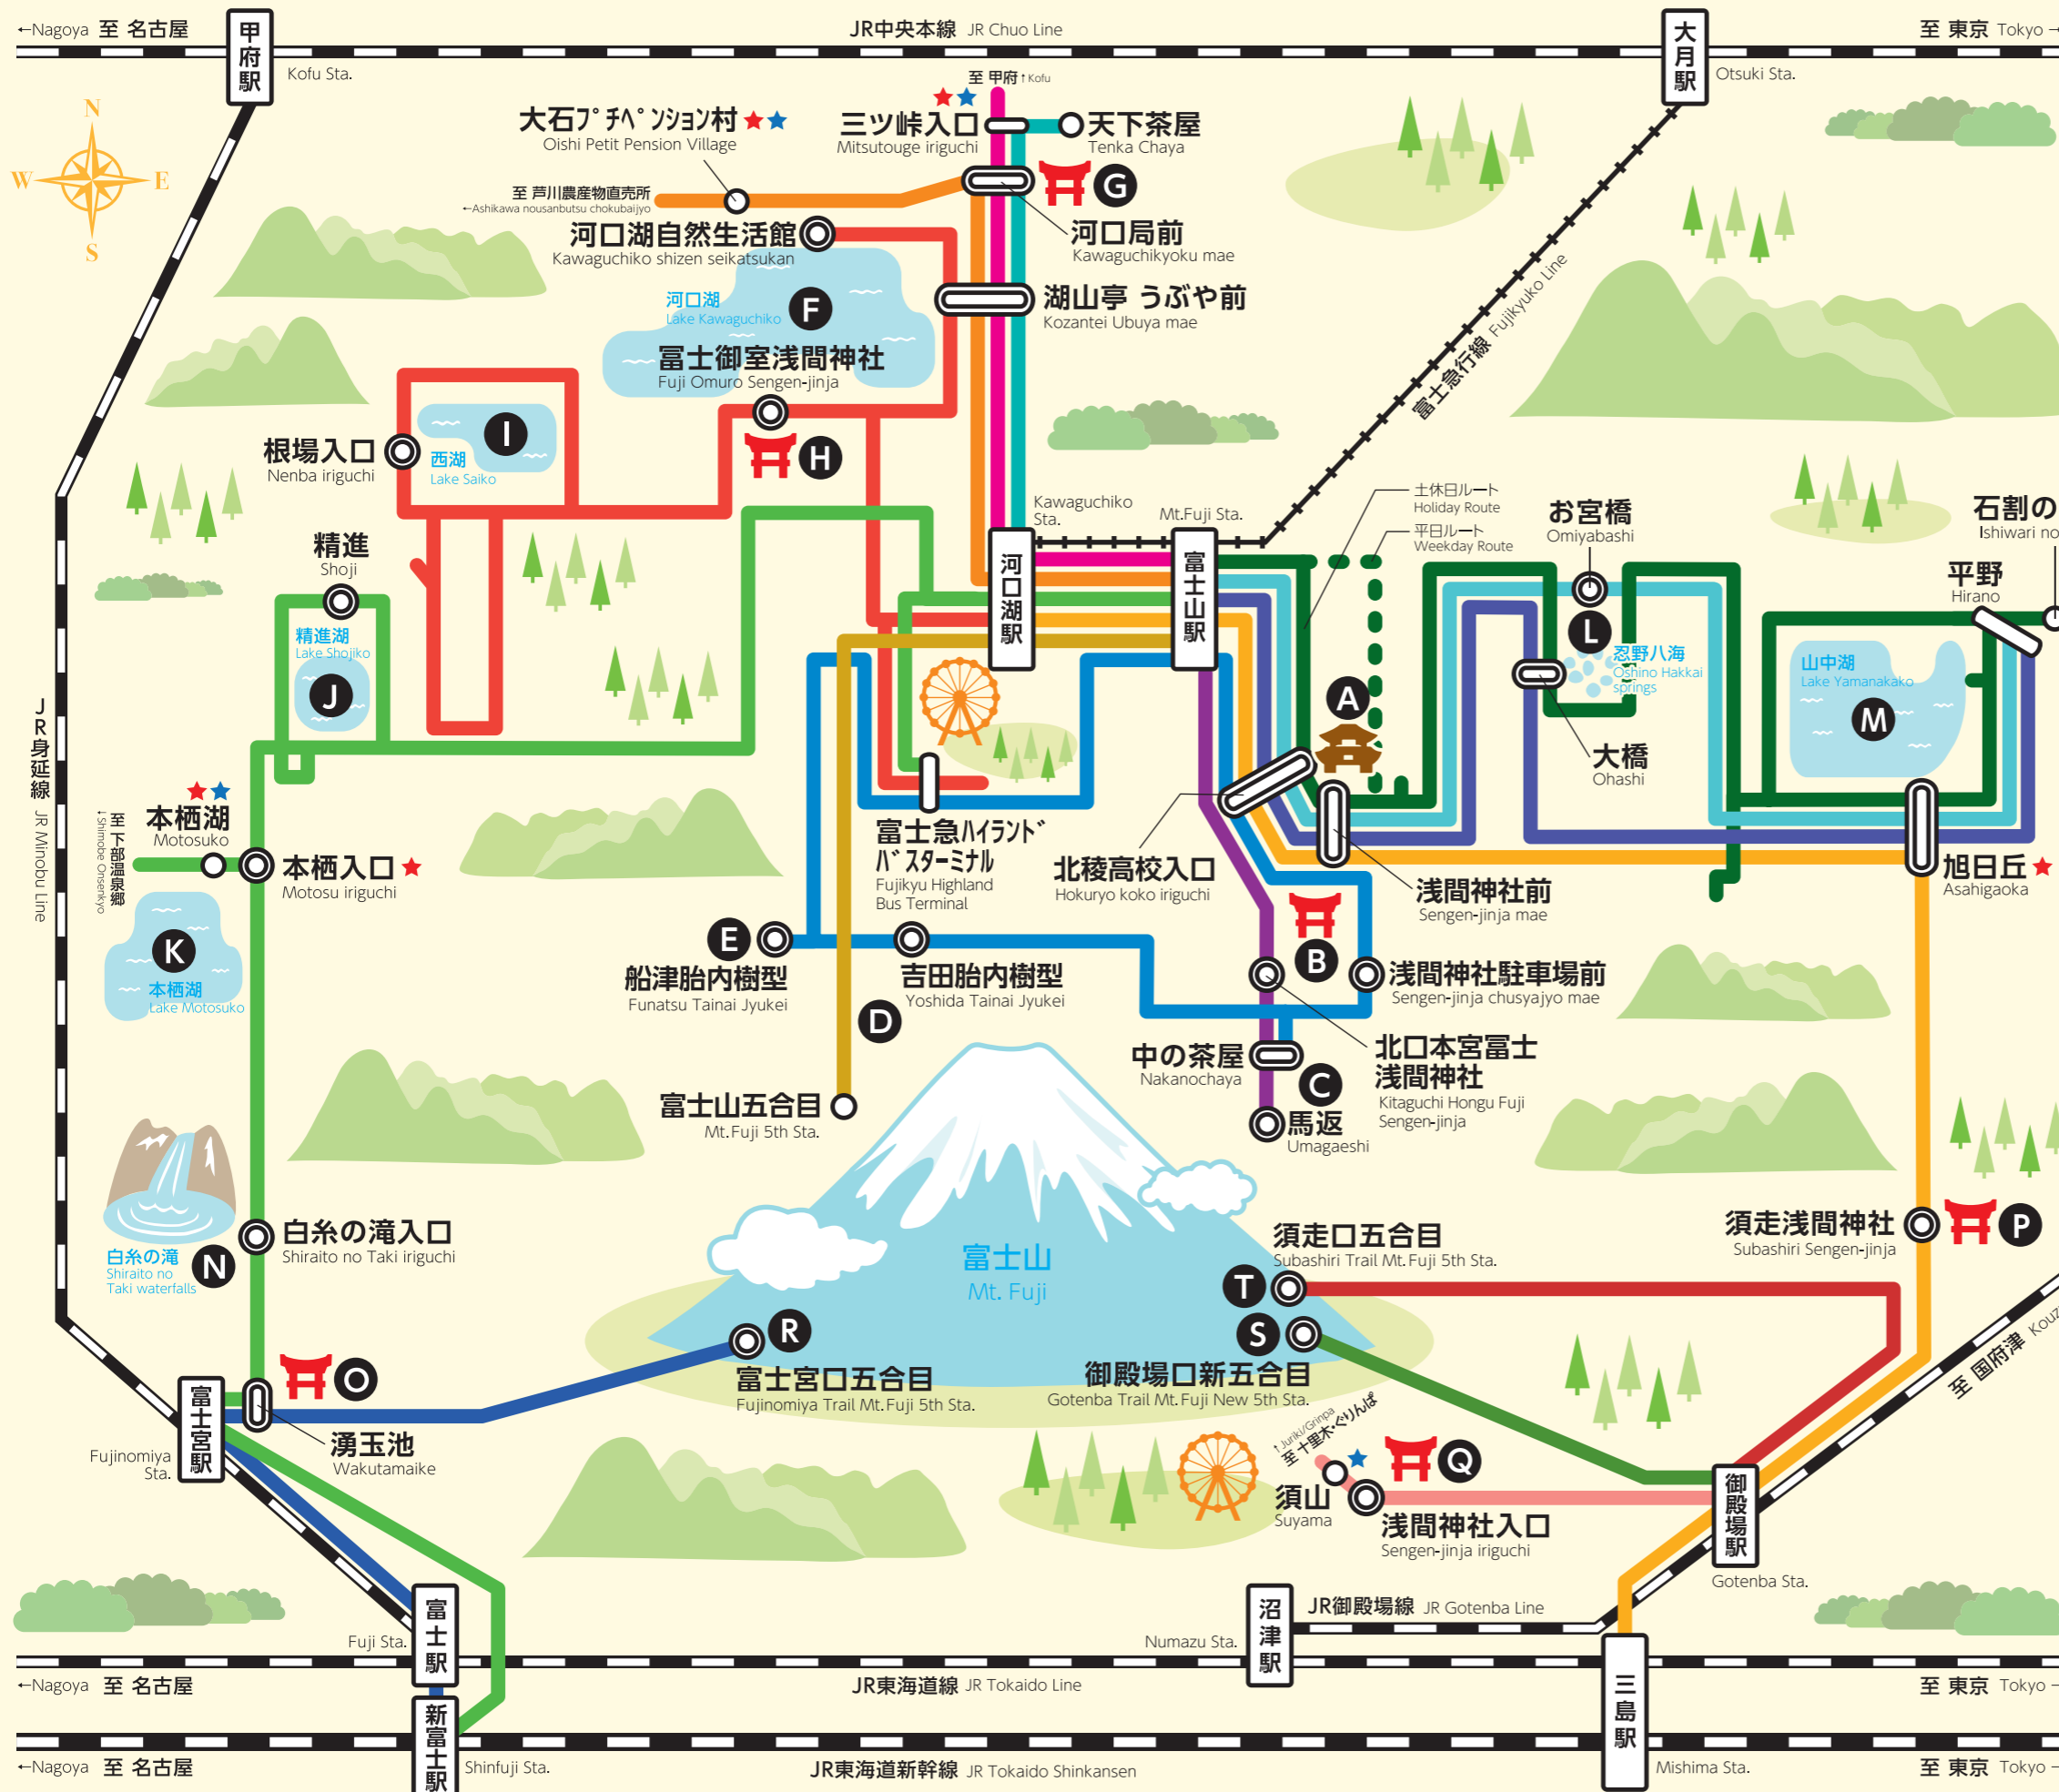 ←Nagoya 至 名古屋
甲府駅
Kofu Sta.
JR中央本線 JR Chuo Line
大月駅
Otsuki Sta.
至 東京 Tokyo →
N
W
E
S
至 甲府↑Kofu
大石プチペンション村★★
Oishi Petit Pension Village
三ツ峠入口
Mitsutouge iriguchi
天下茶屋
Tenka Chaya
G
至 芦川農産物直売所
←Ashikawa nousanbutsu chokubaijyo
河口局前
Kawaguchikyoku mae
河口湖自然生活館
Kawaguchiko shizen seikatsukan
河口湖
Lake Kawaguchiko
F
湖山亭 うぶや前
Kozantei Ubuya mae
冨士御室浅間神社
Fuji Omuro Sengen-jinja
H
富士急行線 Fujikyuko Line
根場入口
Nenba iriguchi
西湖
Lake Saiko
I
Kawaguchiko
Sta.
河口湖駅
Mt.Fuji Sta.
富士山駅
土休日ルート
Holiday Route
平日ルート
Weekday Route
お宮橋
Omiyabashi
L
忍野八海
Oshino Hakkai
springs
石割の
Ishiwari no
平野
Hirano
精進
Shoji
精進湖
Lake Shojiko
J
山中湖
Lake Yamanakako
M
A
大橋
Ohashi
JR身延線 JR Minobu Line
至 下部温泉郷
↓Shimobe Onsenkyo
本栖湖
Motosuko
本栖入口★
Motosu iriguchi
K
本栖湖
Lake Motosuko
富士急ハイランド
バスターミナル
Fujikyu Highland
Bus Terminal
北稜高校入口
Hokuryo koko iriguchi
浅間神社前
Sengen-jinja mae
旭日丘★
Asahigaoka
E
船津胎内樹型
Funatsu Tainai Jyukei
吉田胎内樹型
Yoshida Tainai Jyukei
B
浅間神社駐車場前
Sengen-jinja chusyajyo mae
D
中の茶屋
Nakanochaya
C
北口本宮冨士
浅間神社
Kitaguchi Hongu Fuji
Sengen-jinja
富士山五合目
Mt.Fuji 5th Sta.
馬返
Umagaeshi
白糸の滝入口
Shiraito no Taki iriguchi
白糸の滝
Shiraito no
Taki waterfalls
N
富士山
Mt. Fuji
須走口五合目
Subashiri Trail Mt.Fuji 5th Sta.
T
須走浅間神社
Subashiri Sengen-jinja
P
S
R
富士宮口五合目
Fujinomiya Trail Mt.Fuji 5th Sta.
御殿場口新五合目
Gotenba Trail Mt.Fuji New 5th Sta.
至 国府津 Kouz
O
富士宮駅
Fujinomiya
Sta.
湧玉池
Wakutamaike
↑Juriki/Grinpa
至 十里木・ぐりんぱ
Q
須山
Suyama
浅間神社入口
Sengen-jinja iriguchi
御殿場駅
Gotenba Sta.
富士駅
Fuji Sta.
沼津駅
Numazu Sta.
JR御殿場線 JR Gotenba Line
←Nagoya 至 名古屋
JR東海道線 JR Tokaido Line
至 東京 Tokyo →
三島駅
Mishima Sta.
新富士駅
Shinfuji Sta.
←Nagoya 至 名古屋
JR東海道新幹線 JR Tokaido Shinkansen
至 東京 Tokyo →